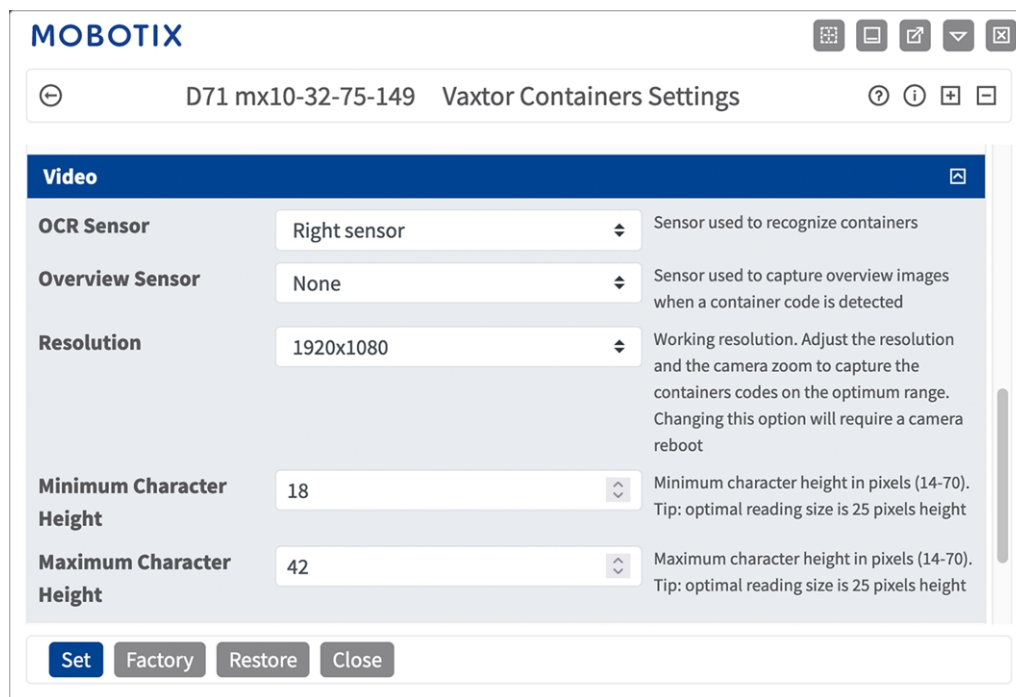 MOBOTIX
D71 mx10-32-75-149 Vaxtor Containers Settings
Video
OCR Sensor
Right sensor
Sensor used to recognize containers
Overview Sensor
None
Sensor used to capture overview images
when a container code is detected
Resolution
1920x1080
Working resolution. Adjust the resolution
and the camera zoom to capture the
containers codes on the optimum range.
Changing this option will require a camera
reboot
Minimum Character
Height
18
Minimum character height in pixels (14-70).
Tip: optimal reading size is 25 pixels height
Maximum Character
Height
42
Maximum character height in pixels (14-70).
Tip: optimal reading size is 25 pixels height
Set
Factory
Restore
Close